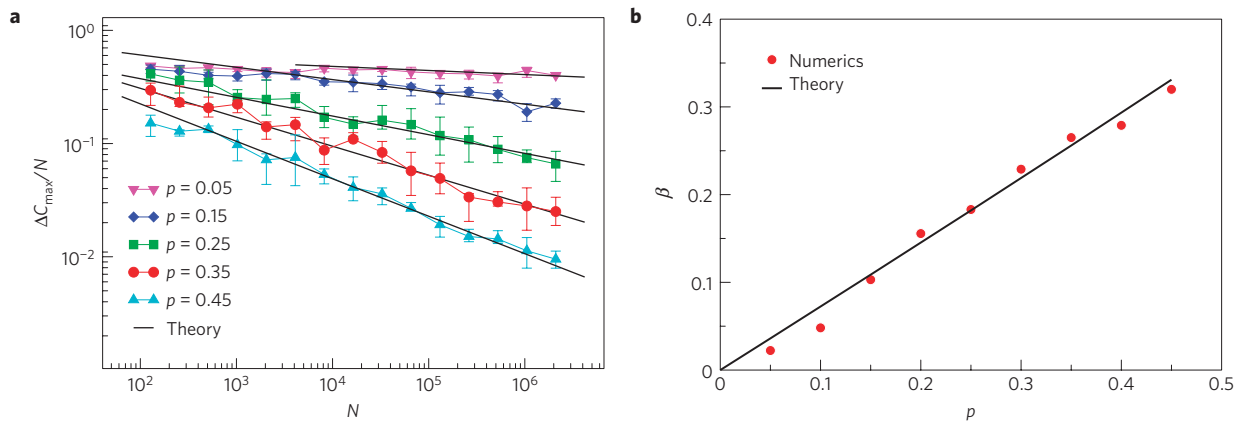 a
10⁰
10⁻¹
10⁻²
ΔC_max/N
p = 0.05
p = 0.15
p = 0.25
p = 0.35
p = 0.45
Theory
10² 10³ 10⁴ 10⁵ 10⁶
N
b
0.4
0.3
0.2
0.1
0
β
Numerics
Theory
0 0.1 0.2 0.3 0.4 0.5
p